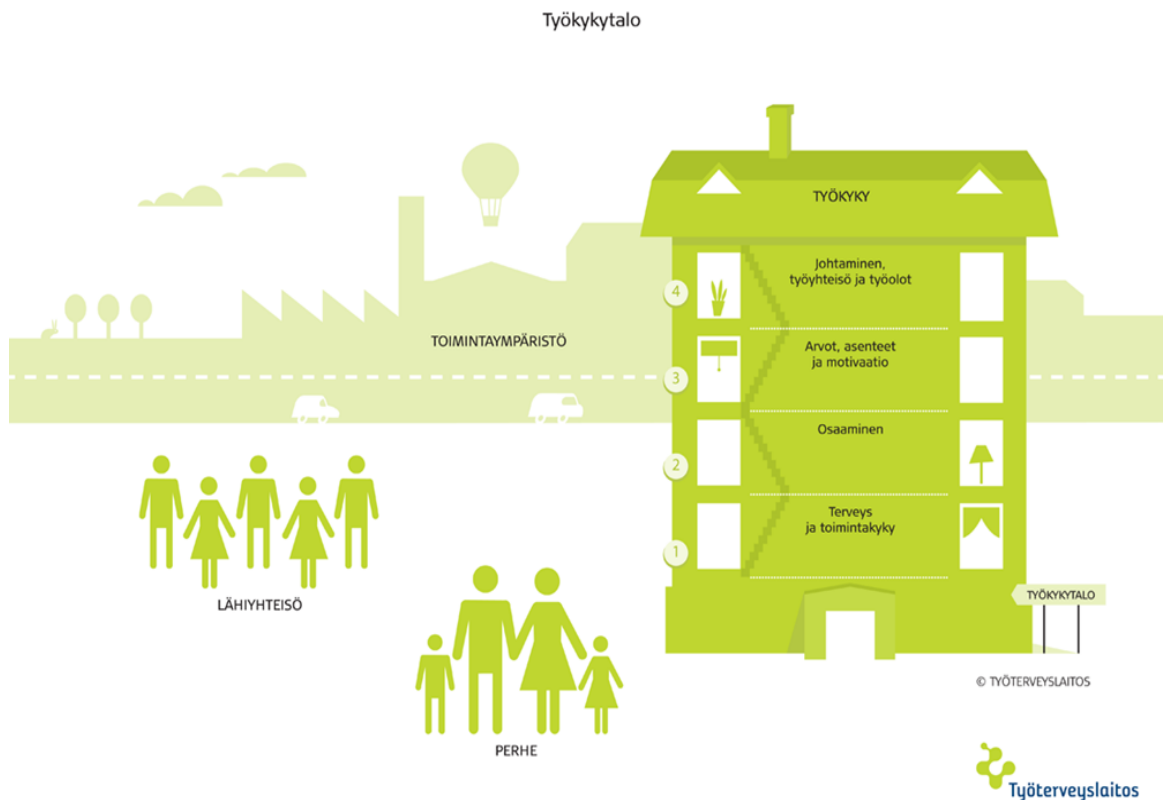 Työkykytalo
TYÖKYKY
4
Johtaminen,
työyhteisö ja työolot
TOIMINTAYMPÄRISTÖ
3
Arvot, asenteet
ja motivaatio
2
Osaaminen
1
Terveys
ja toimintakyky
LÄHIYHTEISÖ
PERHE
TYÖKYKYTALO
© TYÖTERVEYSLAITOS
Työterveyslaitos